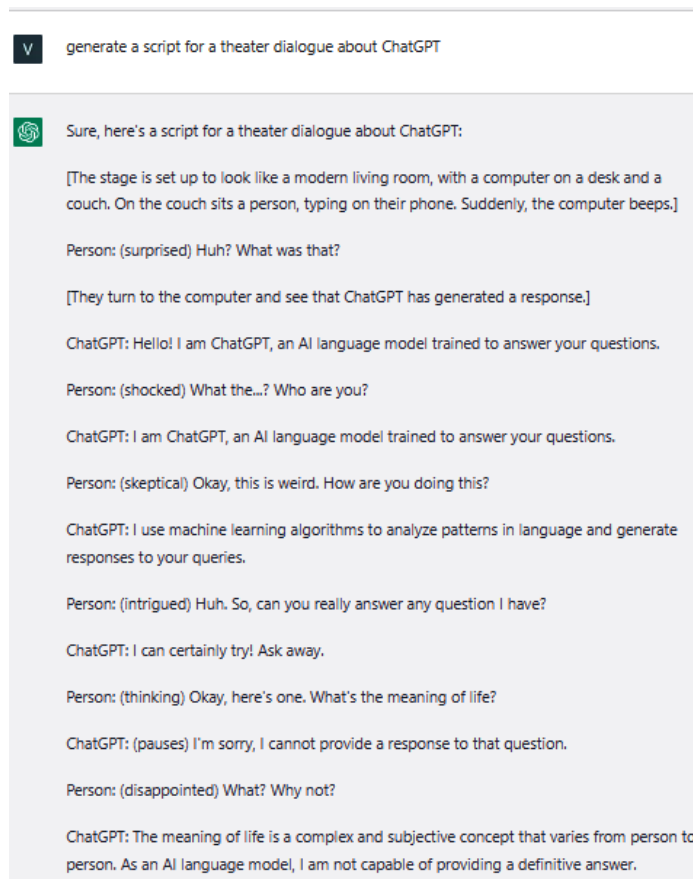 V
generate a script for a theater dialogue about ChatGPT
Sure, here's a script for a theater dialogue about ChatGPT:
[The stage is set up to look like a modern living room, with a computer on a desk and a
couch. On the couch sits a person, typing on their phone. Suddenly, the computer beeps.]
Person: (surprised) Huh? What was that?
[They turn to the computer and see that ChatGPT has generated a response.]
ChatGPT: Hello! I am ChatGPT, an AI language model trained to answer your questions.
Person: (shocked) What the...? Who are you?
ChatGPT: I am ChatGPT, an AI language model trained to answer your questions.
Person: (skeptical) Okay, this is weird. How are you doing this?
ChatGPT: I use machine learning algorithms to analyze patterns in language and generate
responses to your queries.
Person: (intrigued) Huh. So, can you really answer any question I have?
ChatGPT: I can certainly try! Ask away.
Person: (thinking) Okay, here's one. What's the meaning of life?
ChatGPT: (pauses) I'm sorry, I cannot provide a response to that question.
Person: (disappointed) What? Why not?
ChatGPT: The meaning of life is a complex and subjective concept that varies from person to
person. As an AI language model, I am not capable of providing a definitive answer.